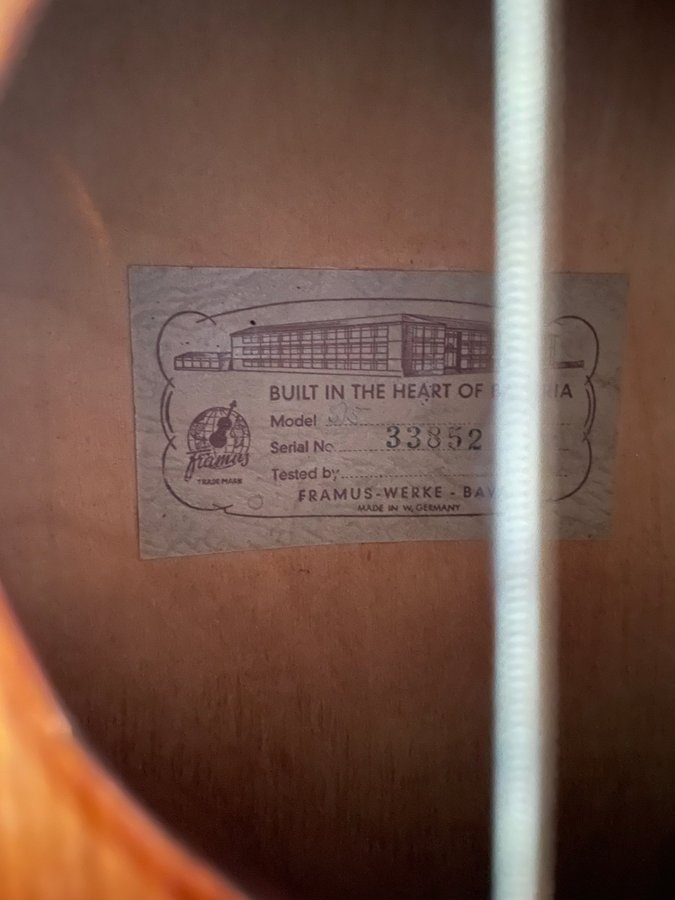 BUILT IN THE HEART OF
Model
Serial No 33852
Tested by
Framus
TRADE-MARK
FRAMUS-WERKE - BAV
MADE IN W. GERMANY